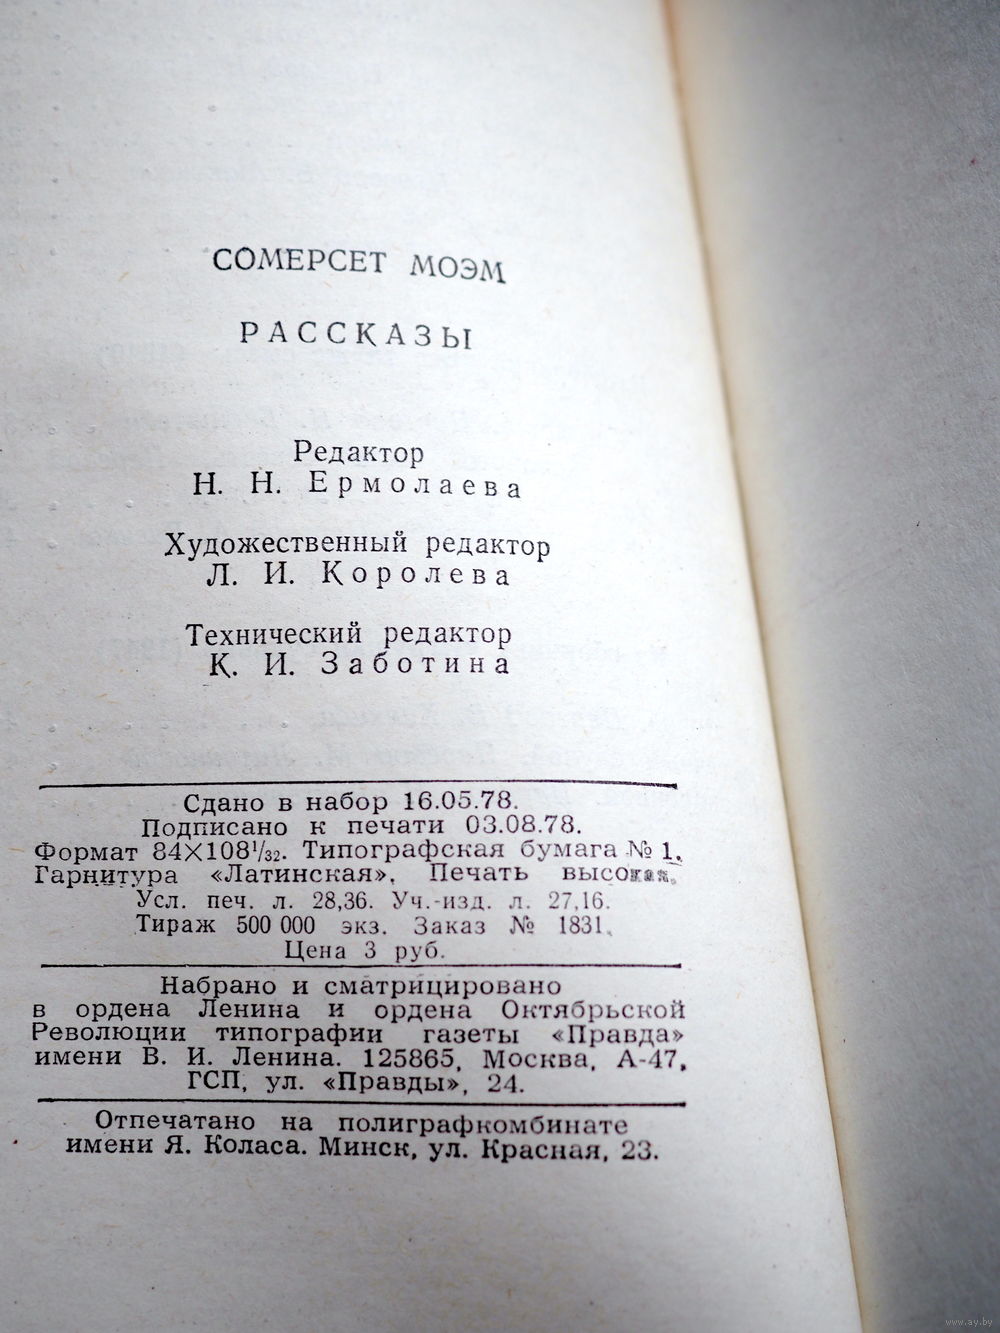 СОМЕРСЕТ МОЭМ
РАССКАЗЫ
Редактор
Н. Н. Ермолаева
Художественный редактор
Л. И. Королева
Технический редактор
К. И. Заботина
Сдано в набор 16.05.78.
Подписано к печати 03.08.78.
Формат 84×108¹/₃₂. Типографская бумага № 1.
Гарнитура «Латинская». Печать высокая.
Усл. печ. л. 28,36. Уч.-изд. л. 27,16.
Тираж 500 000 экз. Заказ № 1831.
Цена 3 руб.
Набрано и сматрицировано
в ордена Ленина и ордена Октябрьской
Революции типографии газеты «Правда»
имени В. И. Ленина. 125865, Москва, А-47,
ГСП, ул. «Правды», 24.
Отпечатано на полиграфкомбинате
имени Я. Коласа. Минск, ул. Красная, 23.
www.ay.by